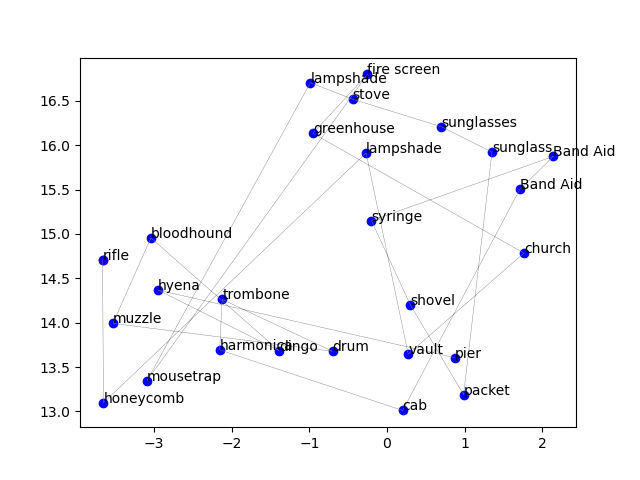 fire screen
lampshade
stove
sunglasses
greenhouse
lampshade
sunglass
Band Aid
Band Aid
syringe
bloodhound
church
rifle
hyena
trombone
shovel
muzzle
harmonica
dingo
drum
vault
pier
mousetrap
packet
honeycomb
cab
16.5
16.0
15.5
15.0
14.5
14.0
13.5
13.0
−3
−2
−1
0
1
2